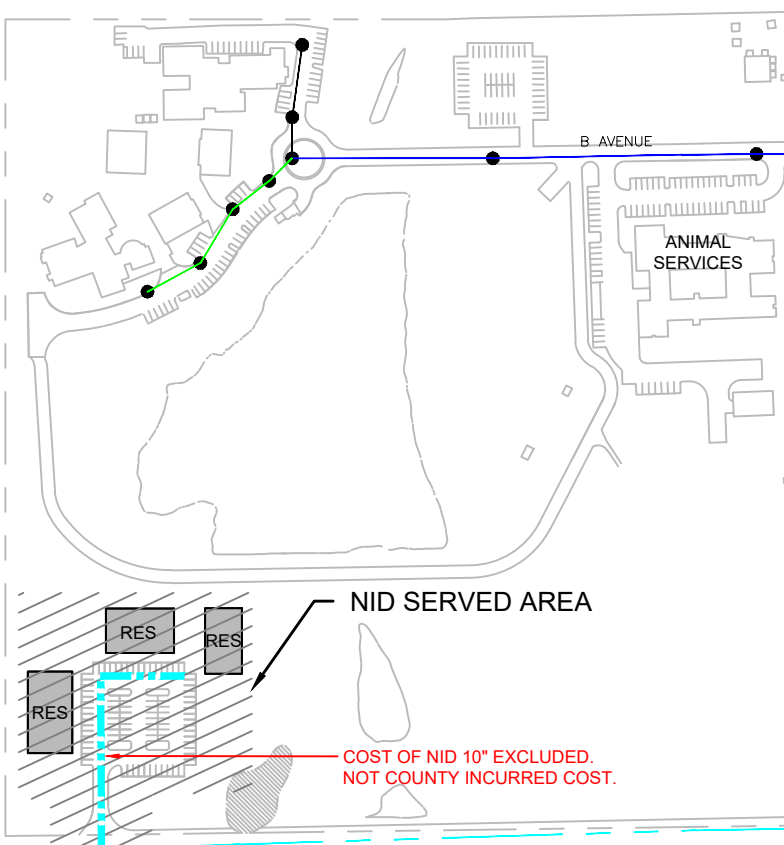 B AVENUE
ANIMAL
SERVICES
NID SERVED AREA
RES
RES
RES
COST OF NID 10" EXCLUDED.
NOT COUNTY INCURRED COST.